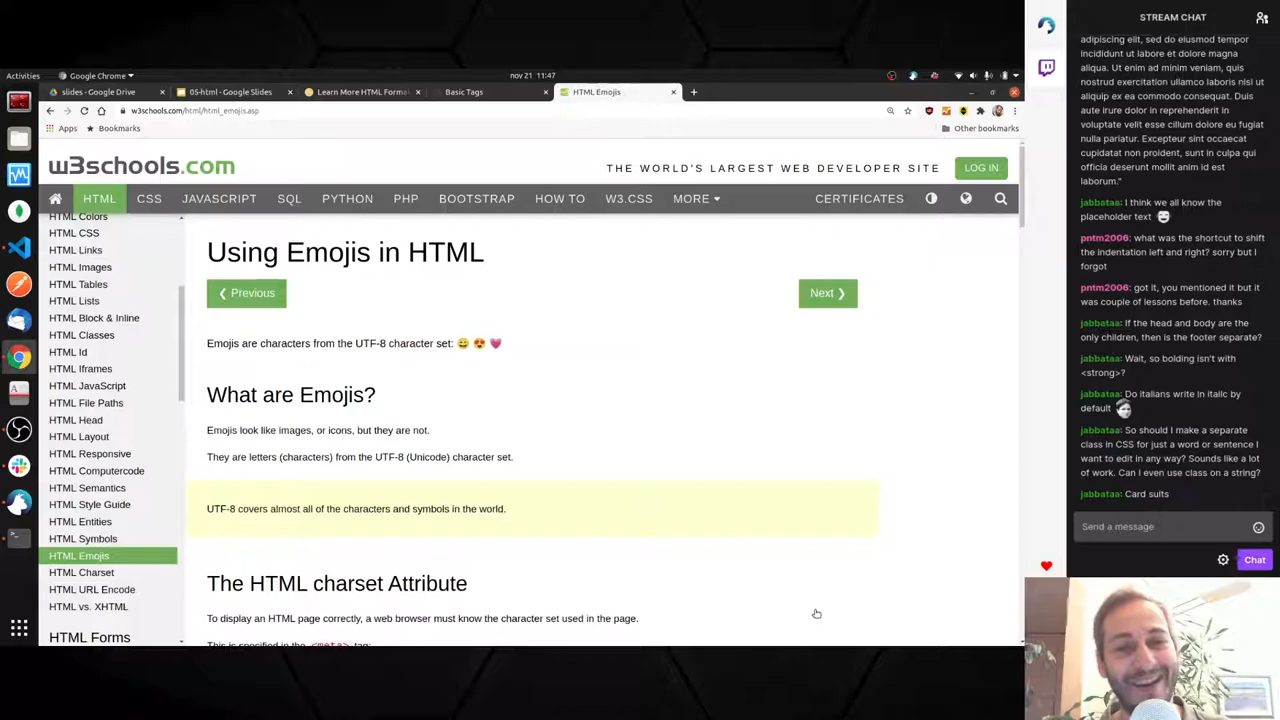 Activities
Google Chrome
nov 21 11:47
slides - Google Drive
05-html - Google Slides
Learn More HTML Forma
Basic Tags
HTML Emojis
w3schools.com/html/html_emojis.asp
Apps
Bookmarks
Other bookmarks
w3schools.com
THE WORLD'S LARGEST WEB DEVELOPER SITE
LOG IN
HTML
CSS
JAVASCRIPT
SQL
PYTHON
PHP
BOOTSTRAP
HOW TO
W3.CSS
MORE
CERTIFICATES
HTML Colors
HTML CSS
HTML Links
HTML Images
HTML Tables
HTML Lists
HTML Block & Inline
HTML Classes
HTML Id
HTML Iframes
HTML JavaScript
HTML File Paths
HTML Head
HTML Layout
HTML Responsive
HTML Computercode
HTML Semantics
HTML Style Guide
HTML Entities
HTML Symbols
HTML Emojis
HTML Charset
HTML URL Encode
HTML vs. XHTML
HTML Forms
Using Emojis in HTML
❮ Previous
Next ❯
Emojis are characters from the UTF-8 character set: 😄 😍 💗
What are Emojis?
Emojis look like images, or icons, but they are not.
They are letters (characters) from the UTF-8 (Unicode) character set.
UTF-8 covers almost all of the characters and symbols in the world.
The HTML charset Attribute
To display an HTML page correctly, a web browser must know the character set used in the page.
This is specified in the <meta> tag:
STREAM CHAT
adipiscing elit, sed do eiusmod tempor
incididunt ut labore et dolore magna
aliqua. Ut enim ad minim veniam, quis
nostrud exercitation ullamco laboris nisi ut
aliquip ex ea commodo consequat. Duis
aute irure dolor in reprehenderit in
voluptate velit esse cillum dolore eu fugiat
nulla pariatur. Excepteur sint occaecat
cupidatat non proident, sunt in culpa qui
officia deserunt mollit anim id est
laborum."
jabbataa: I think we all know the
placeholder text
pntm2006: what was the shortcut to shift
the indentation left and right? sorry but I
forgot
pntm2006: got it, you mentioned it but it
was couple of lessons before. thanks
jabbataa: If the head and body are the
only children, then is the footer separate?
jabbataa: Wait, so bolding isn't with
<strong>?
jabbataa: Do italians write in itailc by
default
jabbataa: So should I make a separate
class in CSS for just a word or sentence I
want to edit in any way? Sounds like a lot
of work. Can I even use class on a string?
jabbataa: Card suits
Send a message
Chat